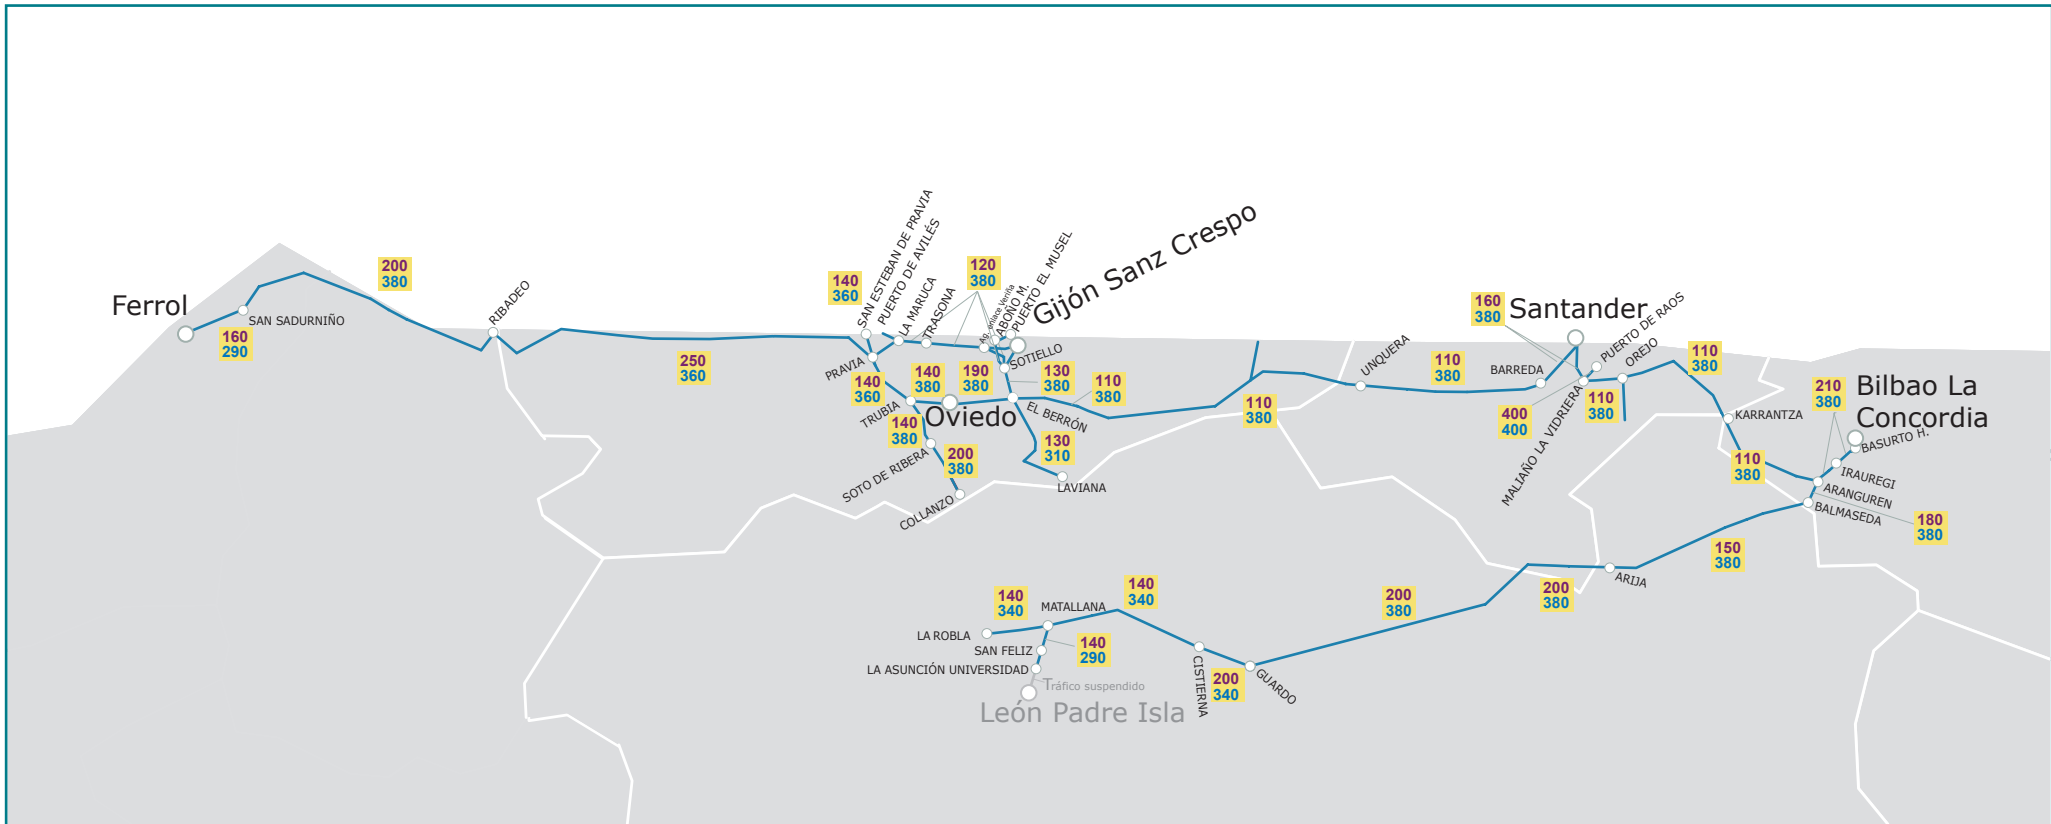 Ferrol
160
290
SAN SADURNIÑO
200
380
RIBADEO
250
360
140
360
SAN ESTEBAN DE PRAVIA
PUERTO DE AVILÉS
LA MARUCA
TRASONA
120
380
Ag. enlace Veriña
ABOÑO M.
PUERTO EL MUSEL
Gijón Sanz Crespo
SOTIELLO
PRAVIA
140
360
140
380
190
380
130
380
110
380
TRUBIA
Oviedo
EL BERRÓN
140
380
SOTO DE RIBERA
200
380
COLLANZO
130
310
LAVIANA
110
380
UNQUERA
110
380
BARREDA
160
380
Santander
PUERTO DE RAOS
OREJO
400
400
MALIAÑO LA VIDRIERA
110
380
110
380
KARRANTZA
110
380
210
380
Bilbao La
Concordia
BASURTO H.
IRAUREGI
ARANGUREN
BALMASEDA
180
380
150
380
ARIJA
200
380
200
380
140
340
MATALLANA
140
340
LA ROBLA
SAN FELIZ
140
290
LA ASUNCIÓN UNIVERSIDAD
Tráfico suspendido
León Padre Isla
CISTIERNA
200
340
GUARDO